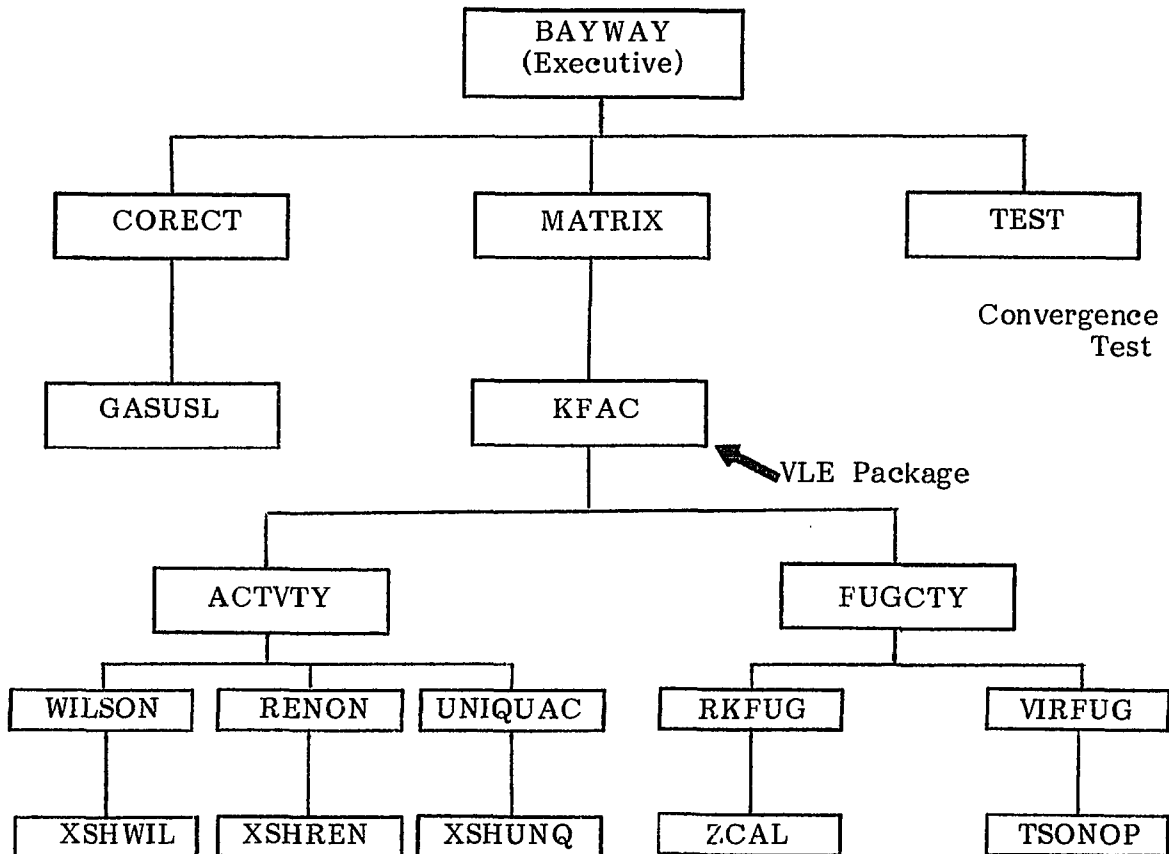 BAYWAY
(Executive)
CORECT
MATRIX
TEST
Convergence
Test
GASUSL
KFAC
VLE Package
ACTVTY
FUGCTY
WILSON
RENON
UNIQUAC
RKFUG
VIRFUG
XSHWIL
XSHREN
XSHUNQ
ZCAL
TSONOP